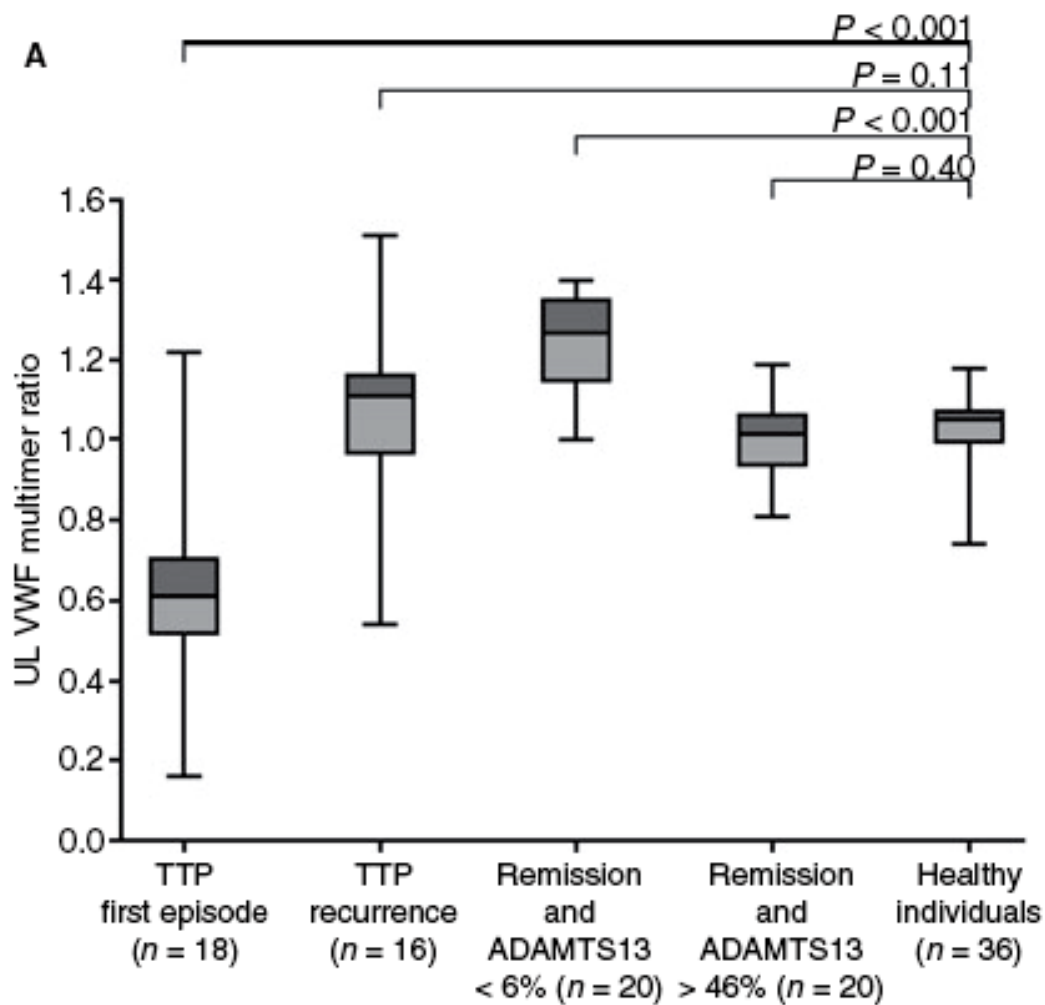 A
P < 0.001
P = 0.11
P < 0.001
P = 0.40
UL VWF multimer ratio
1.6
1.4
1.2
1.0
0.8
0.6
0.4
0.2
0.0
TTP
first episode
(n = 18)
TTP
recurrence
(n = 16)
Remission
and
ADAMTS13
< 6% (n = 20)
Remission
and
ADAMTS13
> 46% (n = 20)
Healthy
individuals
(n = 36)